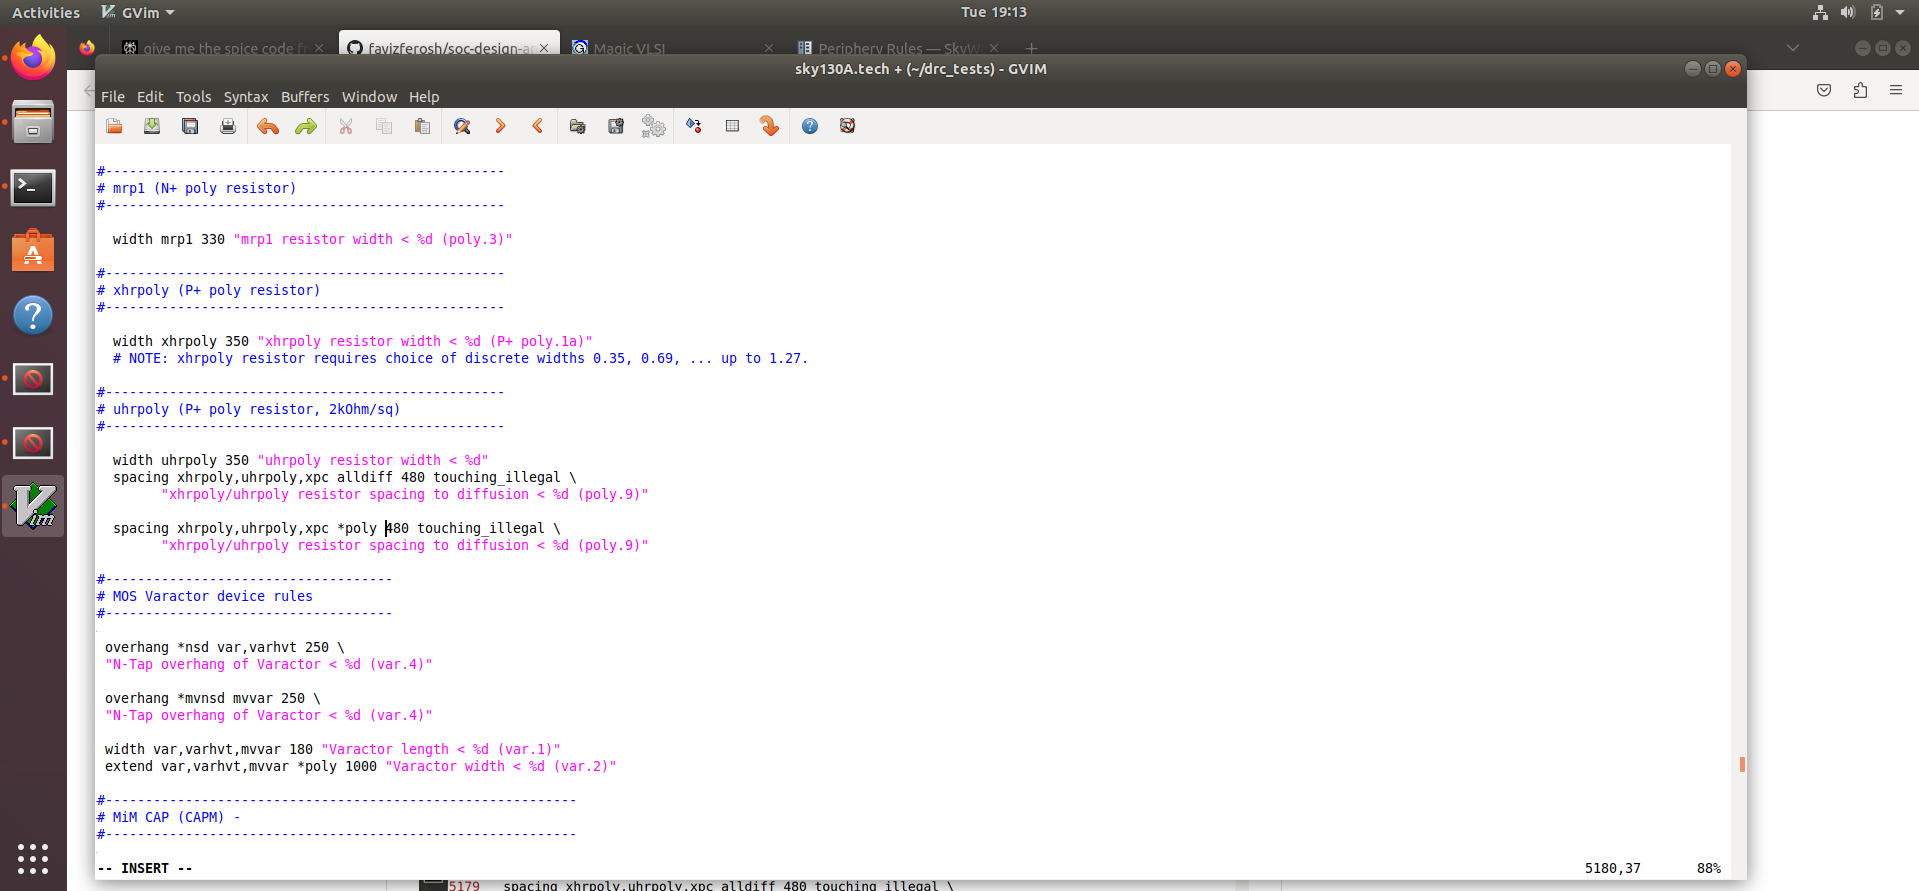 Activities GVim Tue 19:13
give me the spice code fr favizferosh/soc-design-a Magic VLSI Periphery Rules — SkyW
sky130A.tech + (~/drc_tests) - GVIM
File Edit Tools Syntax Buffers Window Help
#--------------------------------------------------
# mrp1 (N+ poly resistor)
#--------------------------------------------------
width mrp1 330 "mrp1 resistor width < %d (poly.3)"
#--------------------------------------------------
# xhrpoly (P+ poly resistor)
#--------------------------------------------------
width xhrpoly 350 "xhrpoly resistor width < %d (P+ poly.1a)"
# NOTE: xhrpoly resistor requires choice of discrete widths 0.35, 0.69, ... up to 1.27.
#--------------------------------------------------
# uhrpoly (P+ poly resistor, 2kOhm/sq)
#--------------------------------------------------
width uhrpoly 350 "uhrpoly resistor width < %d"
spacing xhrpoly,uhrpoly,xpc alldiff 480 touching_illegal \
"xhrpoly/uhrpoly resistor spacing to diffusion < %d (poly.9)"
spacing xhrpoly,uhrpoly,xpc *poly 480 touching_illegal \
"xhrpoly/uhrpoly resistor spacing to diffusion < %d (poly.9)"
#------------------------------------
# MOS Varactor device rules
#------------------------------------
overhang *nsd var,varhvt 250 \
"N-Tap overhang of Varactor < %d (var.4)"
overhang *mvnsd mvvar 250 \
"N-Tap overhang of Varactor < %d (var.4)"
width var,varhvt,mvvar 180 "Varactor length < %d (var.1)"
extend var,varhvt,mvvar *poly 1000 "Varactor width < %d (var.2)"
#-----------------------------------------------------------
# MiM CAP (CAPM) -
#-----------------------------------------------------------
-- INSERT -- 5180,37 88%
5179 spacing xhrpoly,uhrpoly,xpc alldiff 480 touching_illegal \